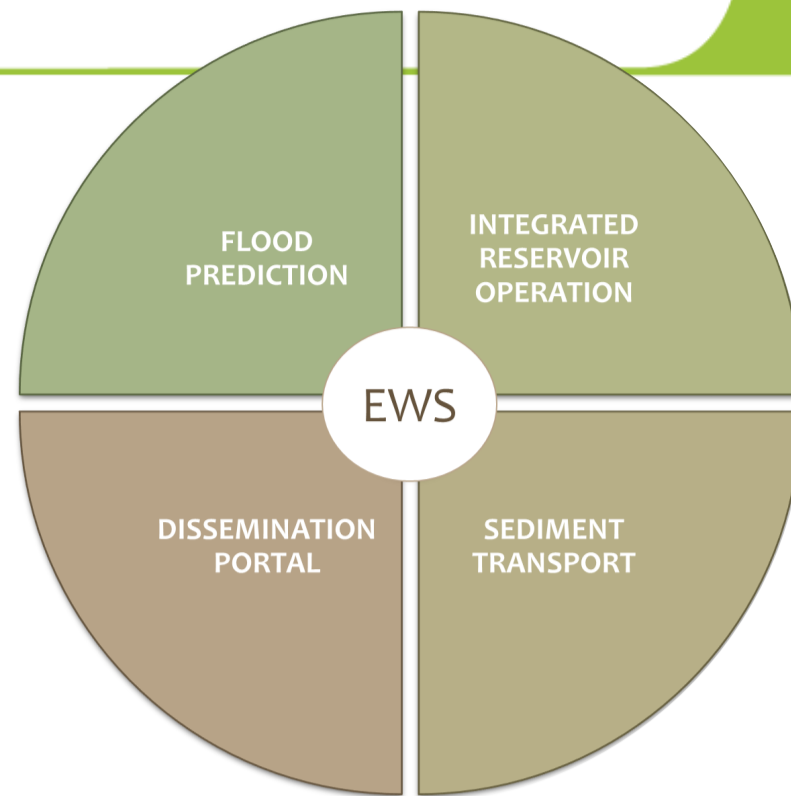 FLOOD
PREDICTION
INTEGRATED
RESERVOIR
OPERATION
EWS
DISSEMINATION
PORTAL
SEDIMENT
TRANSPORT